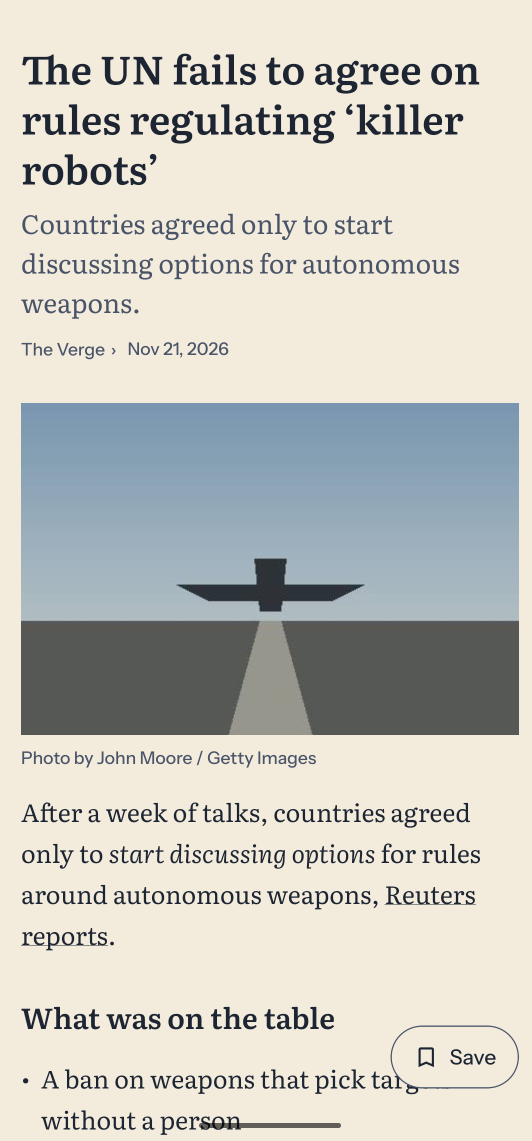 The UN fails to agree on
rules regulating ‘killer
robots’
Countries agreed only to start
discussing options for autonomous
weapons.
The Verge › Nov 21, 2026
Photo by John Moore / Getty Images
After a week of talks, countries agreed
only to start discussing options for rules
around autonomous weapons, Reuters
reports.
What was on the table
Save
• A ban on weapons that pick
without a person